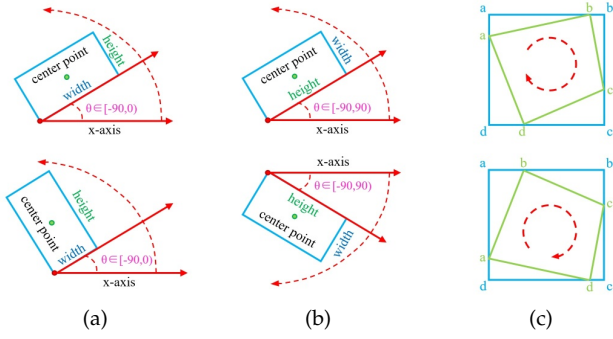 height
center point
width
θ∈[-90,0)
x-axis
width
center point
height
θ∈[-90,90)
x-axis
a b b
a
c
d d c
height
center point
width
θ∈[-90,0)
x-axis
x-axis
θ∈[-90,90)
height
center point
width
a b b
c
a
d d c
(a) (b) (c)